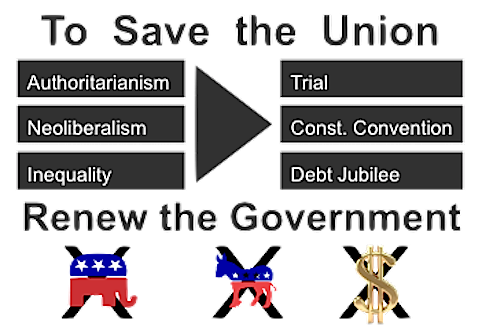 To Save the Union
Authoritarianism
Neoliberalism
Inequality
Trial
Const. Convention
Debt Jubilee
Renew the Government